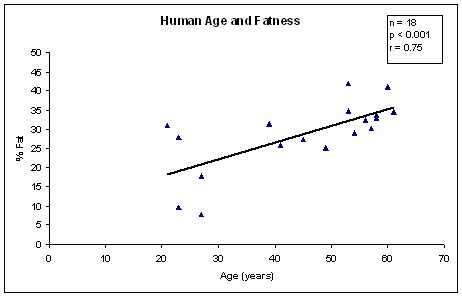 Human Age and Fatness
n = 18
p < 0.001
r = 0.75
50
45
40
35
30
25
20
15
10
5
0
% Fat
0 10 20 30 40 50 60 70
Age (years)